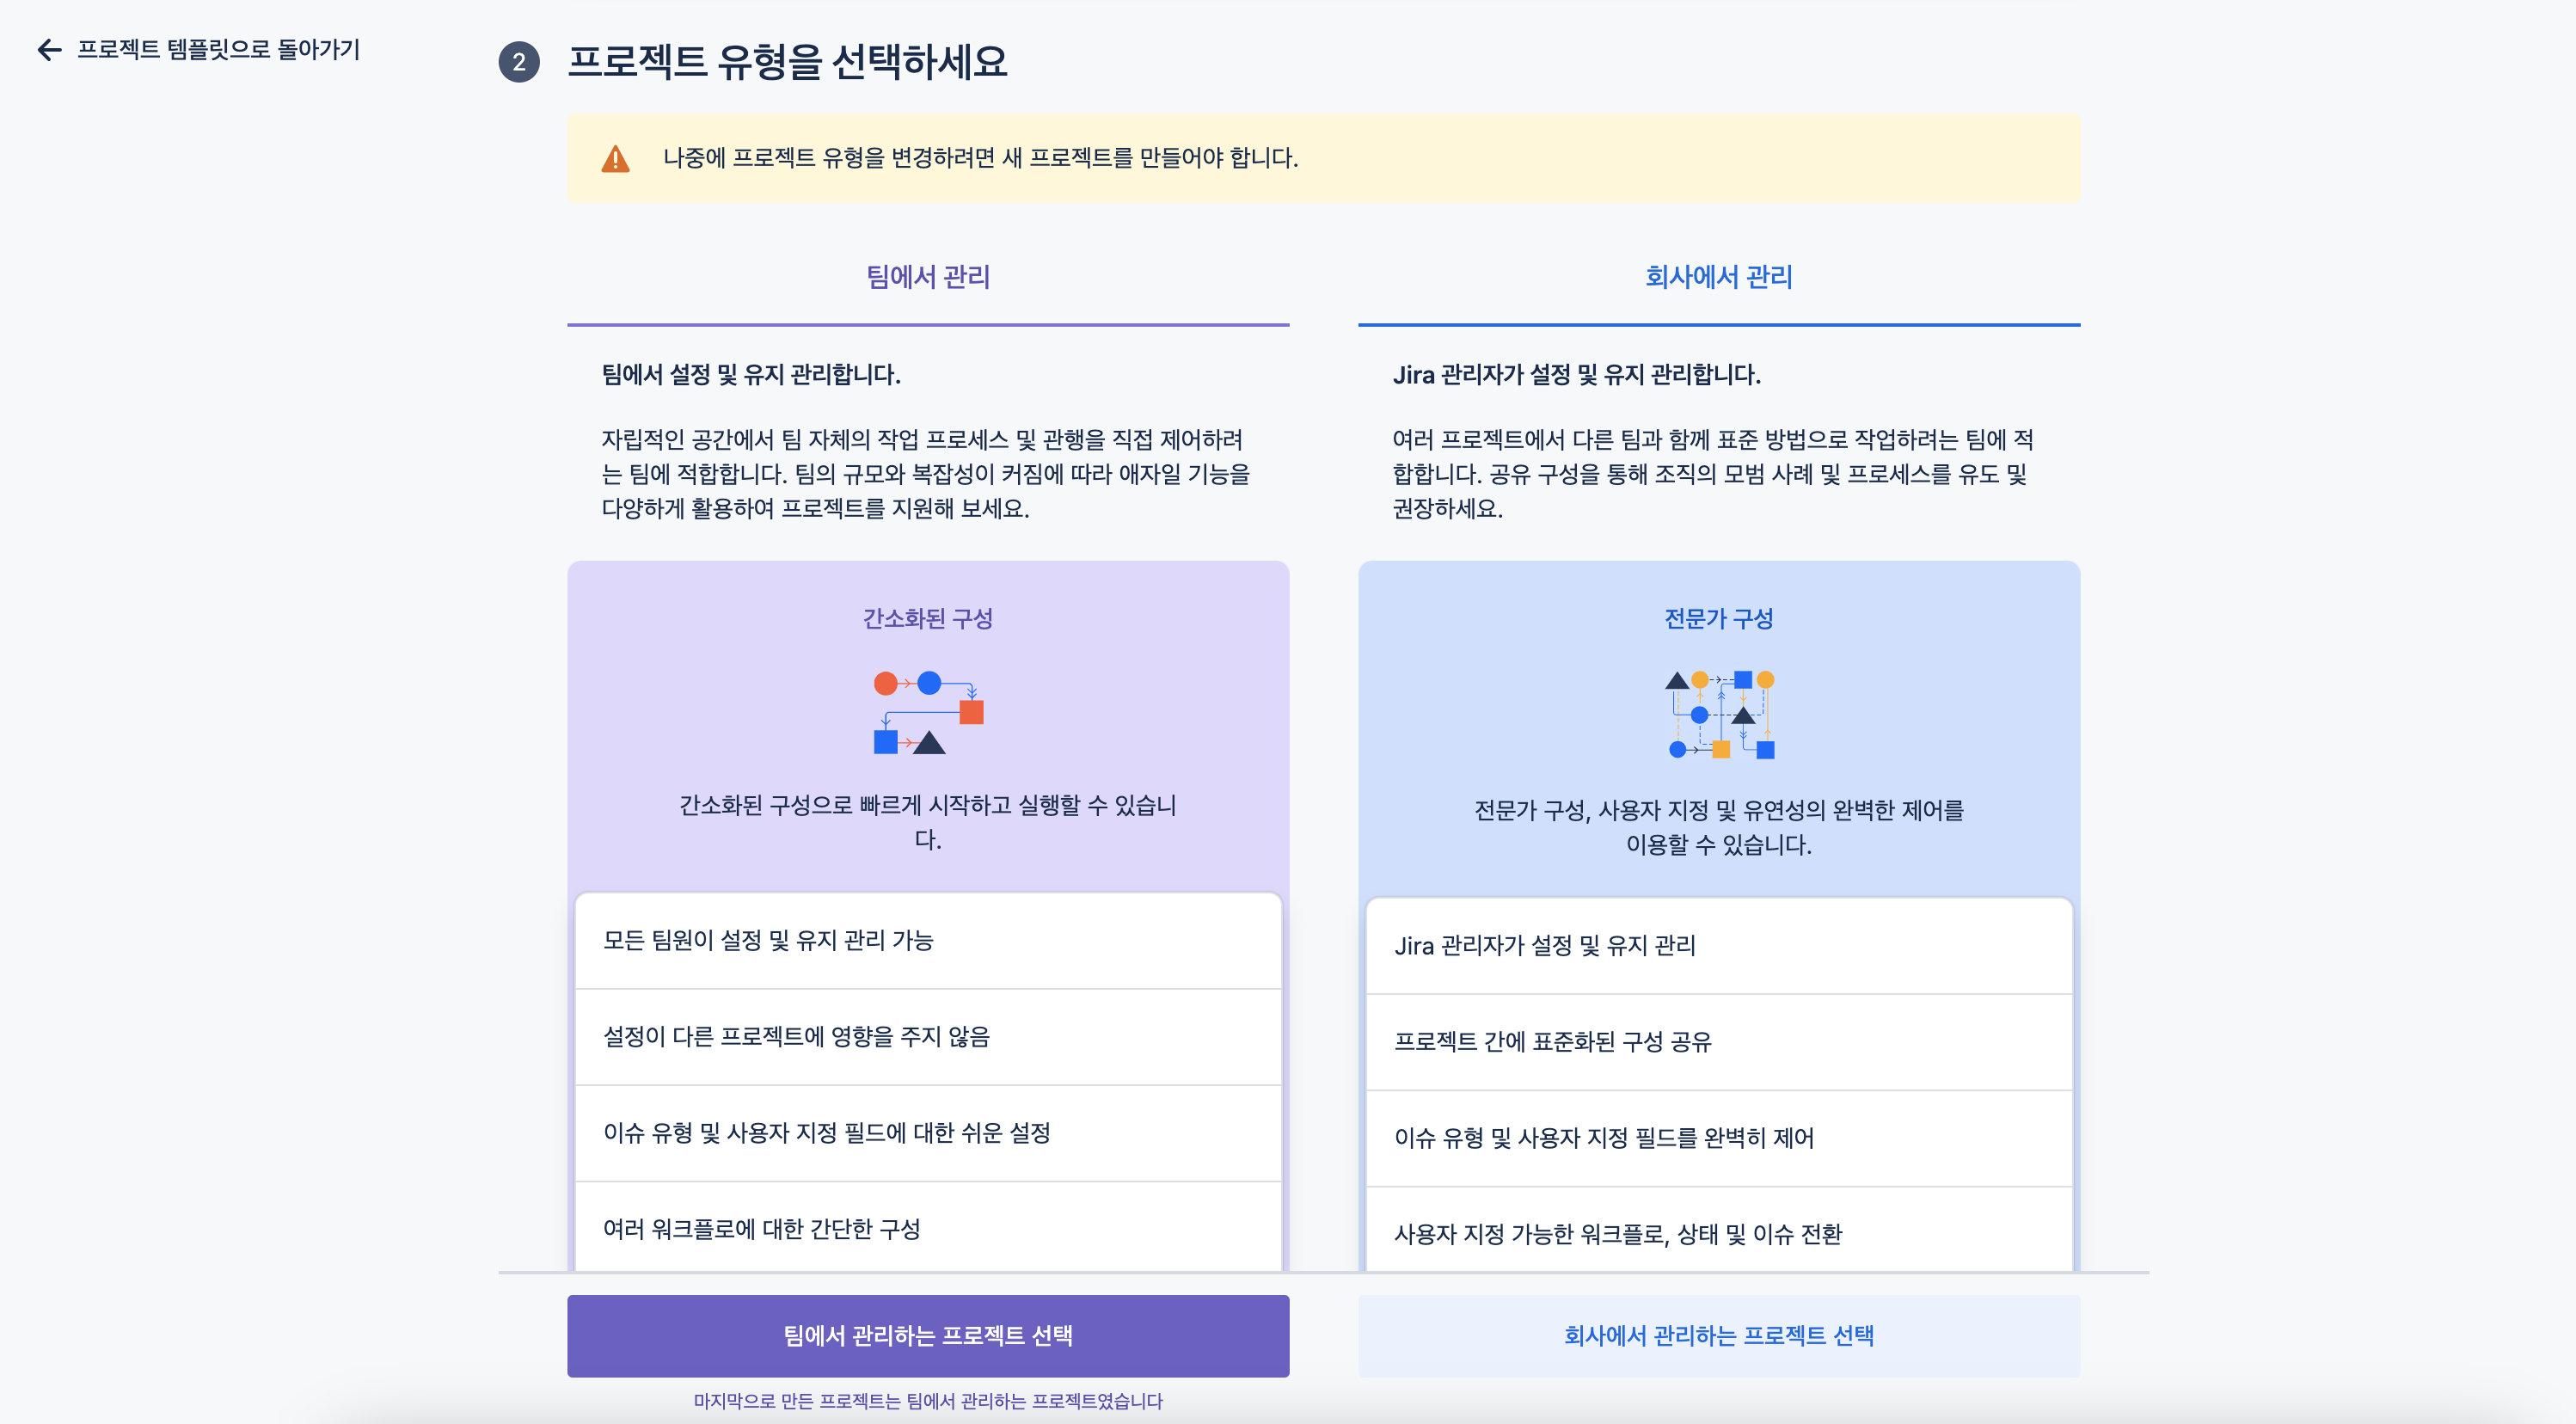 프로젝트 템플릿으로 돌아가기
2
프로젝트 유형을 선택하세요
나중에 프로젝트 유형을 변경하려면 새 프로젝트를 만들어야 합니다.
팀에서 관리
팀에서 설정 및 유지 관리합니다.
자립적인 공간에서 팀 자체의 작업 프로세스 및 관행을 직접 제어하려
는 팀에 적합합니다. 팀의 규모와 복잡성이 커짐에 따라 애자일 기능을
다양하게 활용하여 프로젝트를 지원해 보세요.
간소화된 구성
간소화된 구성으로 빠르게 시작하고 실행할 수 있습니
다.
모든 팀원이 설정 및 유지 관리 가능
설정이 다른 프로젝트에 영향을 주지 않음
이슈 유형 및 사용자 지정 필드에 대한 쉬운 설정
여러 워크플로에 대한 간단한 구성
팀에서 관리하는 프로젝트 선택
마지막으로 만든 프로젝트는 팀에서 관리하는 프로젝트였습니다
회사에서 관리
Jira 관리자가 설정 및 유지 관리합니다.
여러 프로젝트에서 다른 팀과 함께 표준 방법으로 작업하려는 팀에 적
합합니다. 공유 구성을 통해 조직의 모범 사례 및 프로세스를 유도 및
권장하세요.
전문가 구성
전문가 구성, 사용자 지정 및 유연성의 완벽한 제어를
이용할 수 있습니다.
Jira 관리자가 설정 및 유지 관리
프로젝트 간에 표준화된 구성 공유
이슈 유형 및 사용자 지정 필드를 완벽히 제어
사용자 지정 가능한 워크플로, 상태 및 이슈 전환
회사에서 관리하는 프로젝트 선택